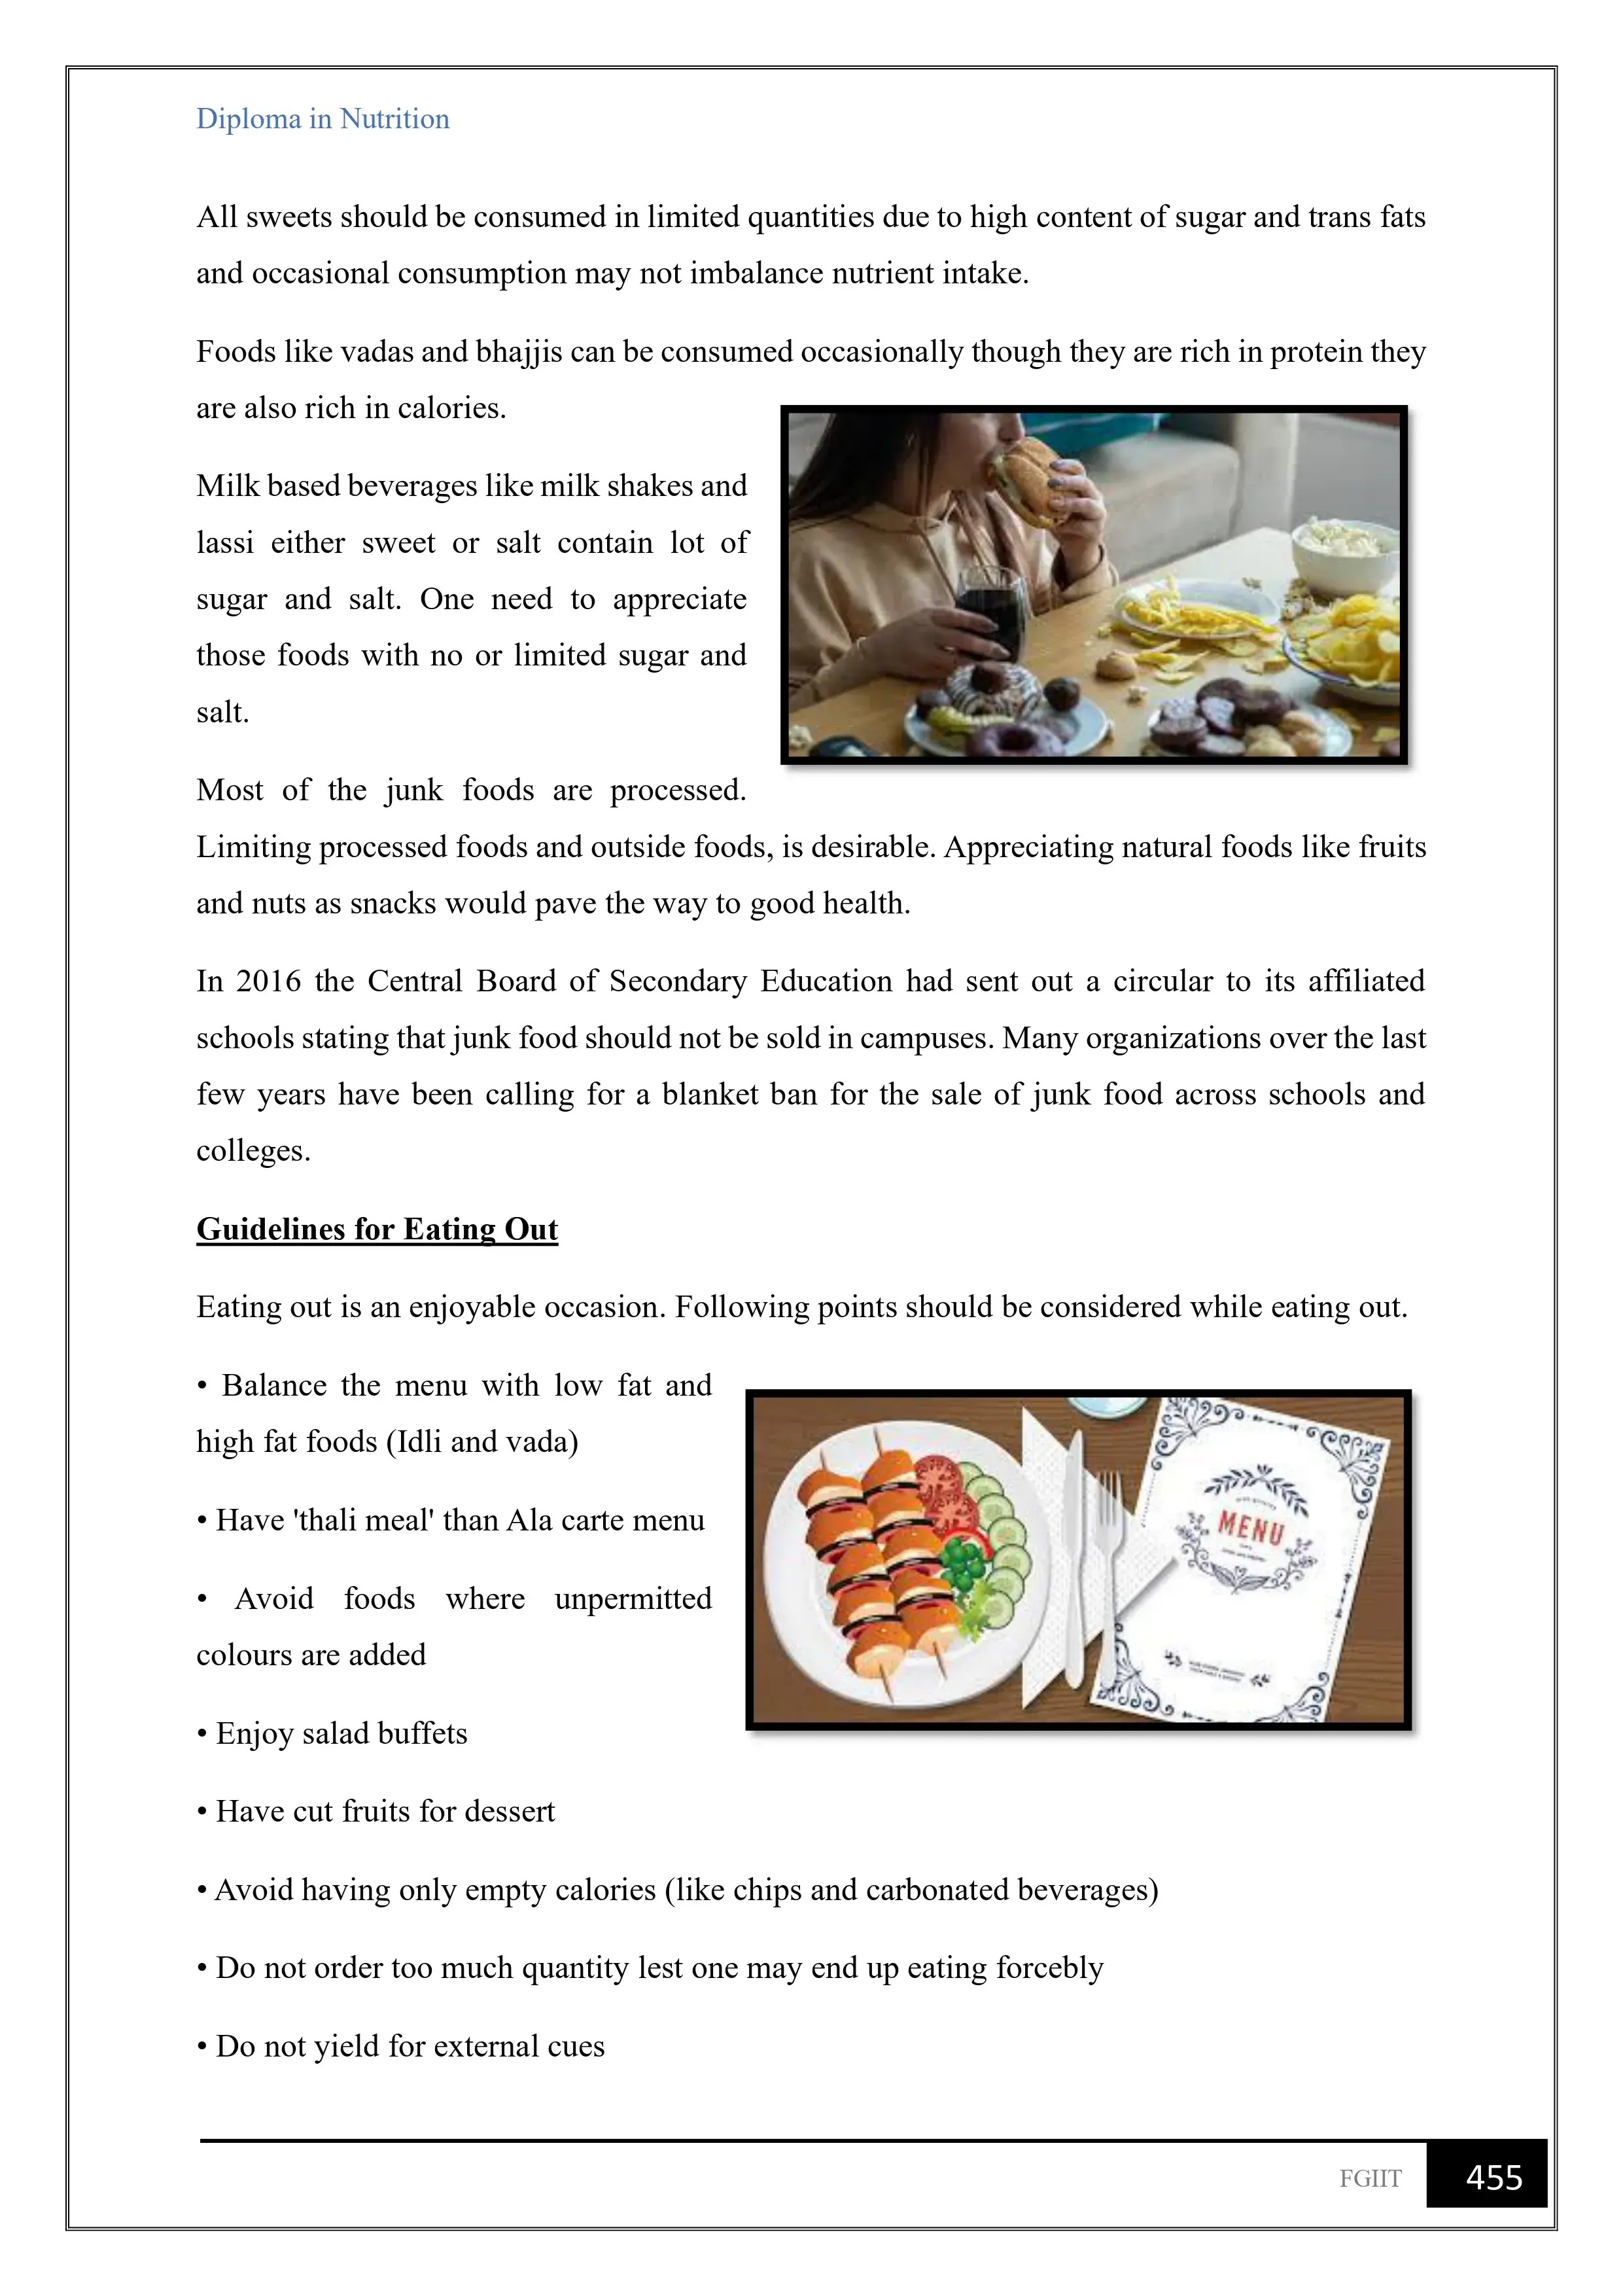 Diploma in Nutrition
All sweets should be consumed in limited quantities due to high content of sugar and trans fats
and occasional consumption may not imbalance nutrient intake.
Foods like vadas and bhajjis can be consumed occasionally though they are rich in protein they
are also rich in calories.
Milk based beverages like milk shakes and
lassi either sweet or salt contain lot of
sugar and salt. One need to appreciate
those foods with no or limited sugar and
salt.
Most of the junk foods are processed.
Limiting processed foods and outside foods, is desirable. Appreciating natural foods like fruits
and nuts as snacks would pave the way to good health.
In 2016 the Central Board of Secondary Education had sent out a circular to its affiliated
schools stating that junk food should not be sold in campuses. Many organizations over the last
few years have been calling for a blanket ban for the sale of junk food across schools and
colleges.
Guidelines for Eating Out
Eating out is an enjoyable occasion. Following points should be considered while eating out.
• Balance the menu with low fat and
high fat foods (Idli and vada)
• Have 'thali meal' than Ala carte menu
• Avoid foods where unpermitted
colours are added
MENU
• Enjoy salad buffets
• Have cut fruits for dessert
• Avoid having only empty calories (like chips and carbonated beverages)
• Do not order too much quantity lest one may end up eating forcebly
• Do not yield for external cues
FGIIT 455